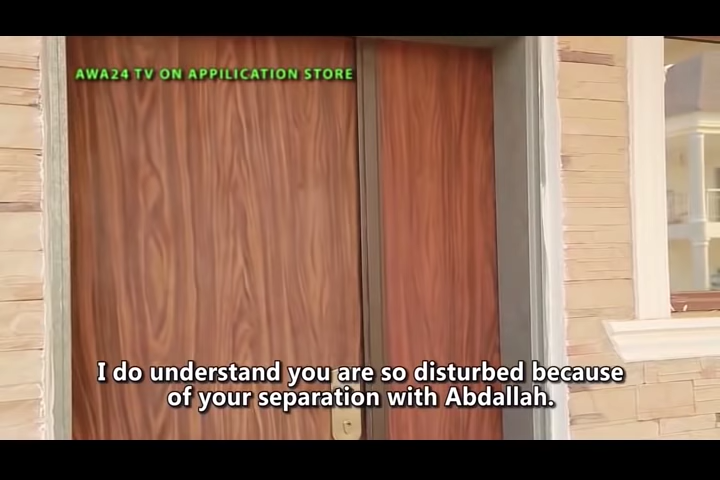 AWA24 TV ON APPILICATION STORE
I do understand you are so disturbed because
of your separation with Abdallah.